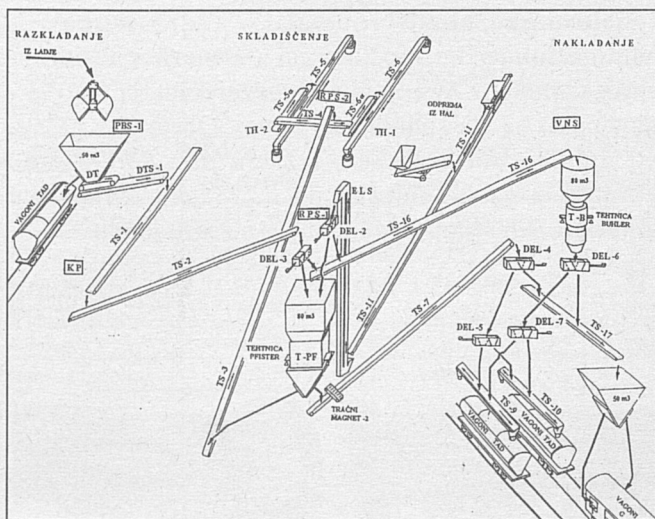 RAZKLADANJE
IZ LADJE
SKLADIŠČENJE
NAKLADANJE
PBS-1
50 m3
DT
DTS-1
VAGONI TAD
TS-1
KP
TS-2
TS-5
TS-5a
RPS-2
TS-4
TH-2
TS-6
TS-6a
TH-1
ODPREMA
IZ HAL
TS-11
VNS
TS-16
80 m3
T-B
TEHTNICA
BUHLER
ELS
RPS-1
DEL-2
TS-16
DEL-3
DEL-4
DEL-6
80 m3
TS-11
TS-7
TEHTNICA
PFISTER
T-PF
TS-3
TRAČNI
MAGNET-2
DEL-5
DEL-7
TS-17
50 m3
TS-9
TS-10
VAGONI
TAD
VAGONI TAD
VAGONI
G